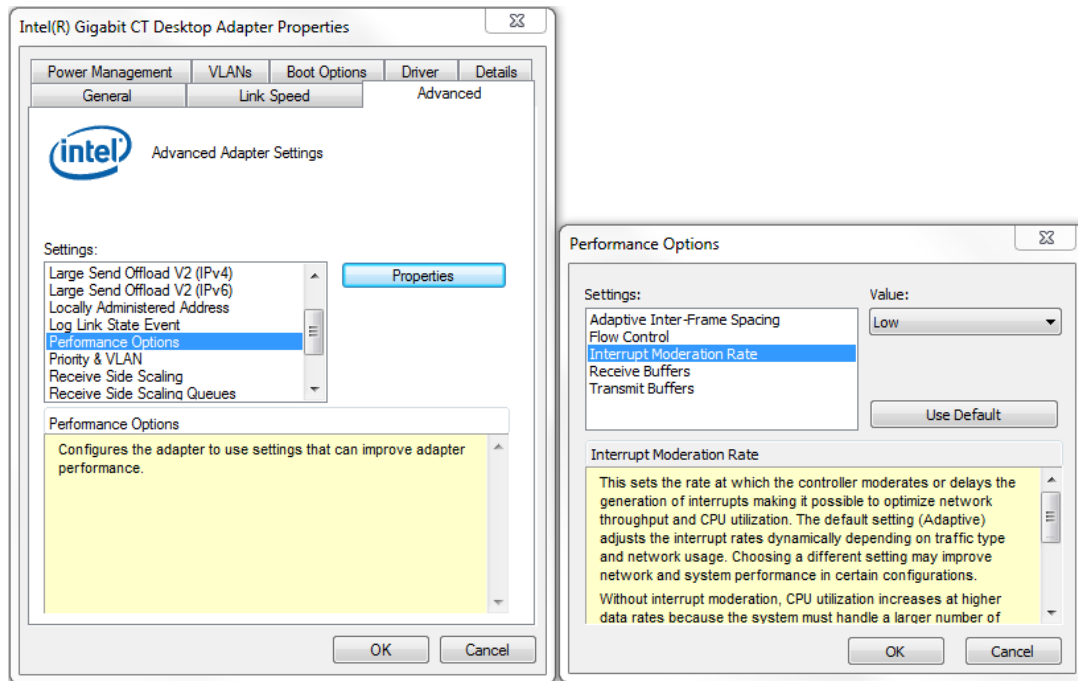 Intel(R) Gigabit CT Desktop Adapter Properties
Power Management
VLANs
Boot Options
Driver
Details
General
Link Speed
Advanced
intel
Advanced Adapter Settings
Settings:
Large Send Offload V2 (IPv4)
Large Send Offload V2 (IPv6)
Locally Administered Address
Log Link State Event
Performance Options
Priority & VLAN
Receive Side Scaling
Receive Side Scaling Queues
Properties
Performance Options
Configures the adapter to use settings that can improve adapter
performance.
OK
Cancel
Performance Options
Settings:
Value:
Adaptive Inter-Frame Spacing
Flow Control
Interrupt Moderation Rate
Receive Buffers
Transmit Buffers
Low
Use Default
Interrupt Moderation Rate
This sets the rate at which the controller moderates or delays the
generation of interrupts making it possible to optimize network
throughput and CPU utilization. The default setting (Adaptive)
adjusts the interrupt rates dynamically depending on traffic type
and network usage. Choosing a different setting may improve
network and system performance in certain configurations.
Without interrupt moderation, CPU utilization increases at higher
data rates because the system must handle a larger number of
OK
Cancel